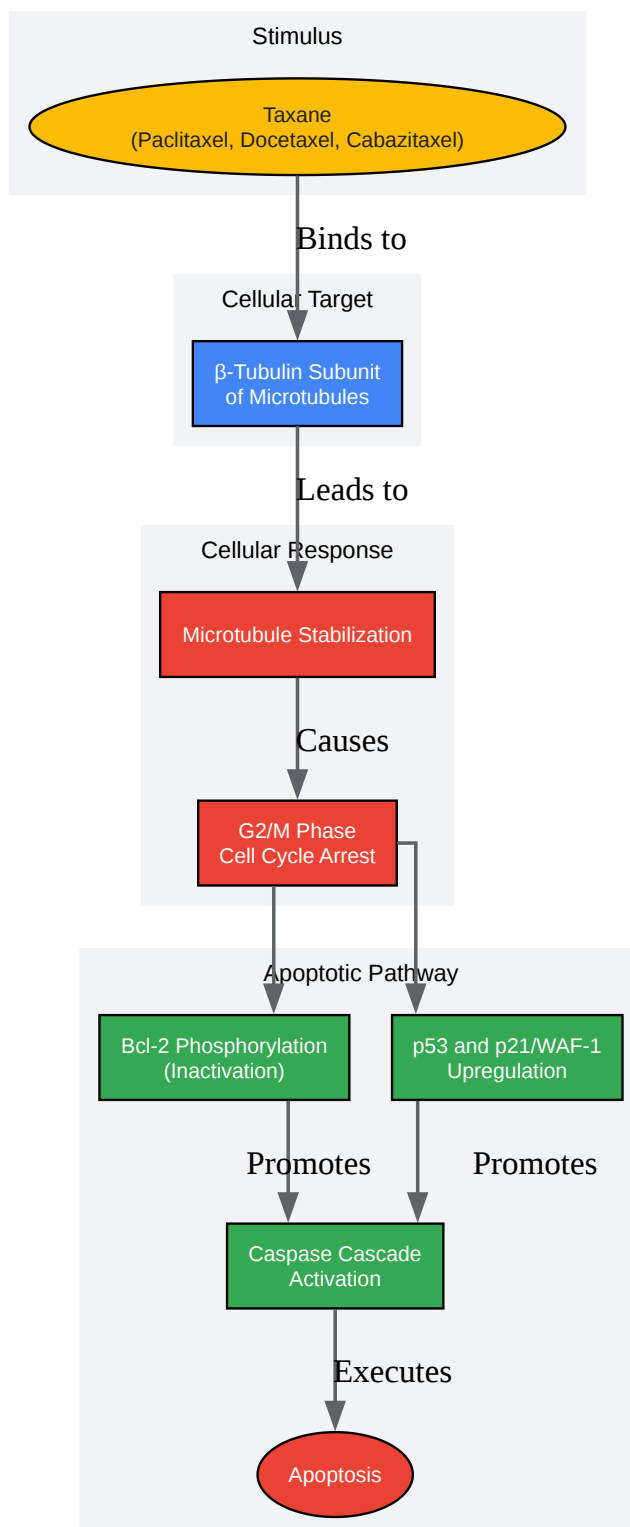 Stimulus
Taxane
(Paclitaxel, Docetaxel, Cabazitaxel)
Binds to
Cellular Target
β-Tubulin Subunit
of Microtubules
Leads to
Cellular Response
Microtubule Stabilization
Causes
G2/M Phase
Cell Cycle Arrest
Apoptotic Pathway
Bcl-2 Phosphorylation
(Inactivation)
p53 and p21/WAF-1
Upregulation
Promotes
Promotes
Caspase Cascade
Activation
Executes
Apoptosis